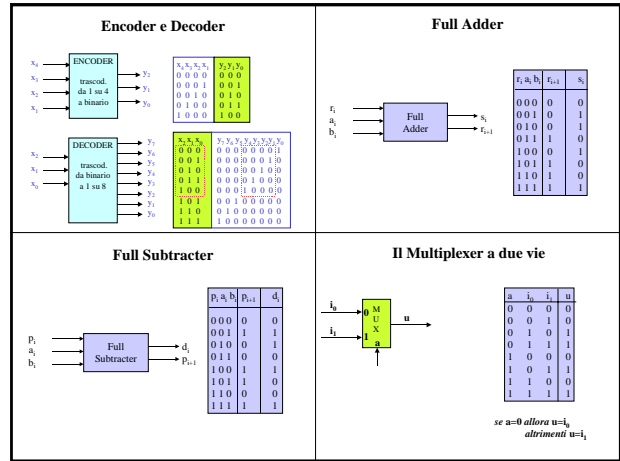 Encoder e Decoder
x₄
x₃
x₂
x₁
ENCODER
trascod.
da 1 su 4
a binario
y₂
y₁
y₀
x₄ x₃ x₂ x₁ y₂ y₁ y₀
0 0 0 0 0 0 0
0 0 0 1 0 0 1
0 0 1 0 0 1 0
0 1 0 0 0 1 1
1 0 0 0 1 0 0
x₂
x₁
x₀
DECODER
trascod.
da binario
a 1 su 8
y₇
y₆
y₅
y₄
y₃
y₂
y₁
y₀
x₂ x₁ x₀ y₇ y₆ y₅ y₄ y₃ y₂ y₁ y₀
0 0 0 0 0 0 0 0 0 0 1
0 0 1 0 0 0 0 0 0 1 0
0 1 0 0 0 0 0 0 1 0 0
0 1 1 0 0 0 0 1 0 0 0
1 0 0 0 0 0 1 0 0 0 0
1 0 1 0 0 1 0 0 0 0 0
1 1 0 0 1 0 0 0 0 0 0
1 1 1 1 0 0 0 0 0 0 0
Full Adder
rᵢ
aᵢ
bᵢ
Full
Adder
sᵢ
rᵢ₊₁
rᵢ aᵢ bᵢ rᵢ₊₁ sᵢ
0 0 0 0 0
0 0 1 0 1
0 1 0 0 1
0 1 1 1 0
1 0 0 0 1
1 0 1 1 0
1 1 0 1 0
1 1 1 1 1
Full Subtracter
pᵢ
aᵢ
bᵢ
Full
Subtracter
dᵢ
pᵢ₊₁
pᵢ aᵢ bᵢ pᵢ₊₁ dᵢ
0 0 0 0 0
0 0 1 1 1
0 1 0 0 1
0 1 1 0 0
1 0 0 1 1
1 0 1 1 0
1 1 0 0 0
1 1 1 1 1
Il Multiplexer a due vie
i₀
i₁
0
1
MUX
a
u
a i₀ i₁ u
0 0 0 0
0 0 1 0
0 1 0 1
0 1 1 1
1 0 0 0
1 0 1 1
1 1 0 0
1 1 1 1
se a=0 allora u=i₀
altrimenti u=i₁